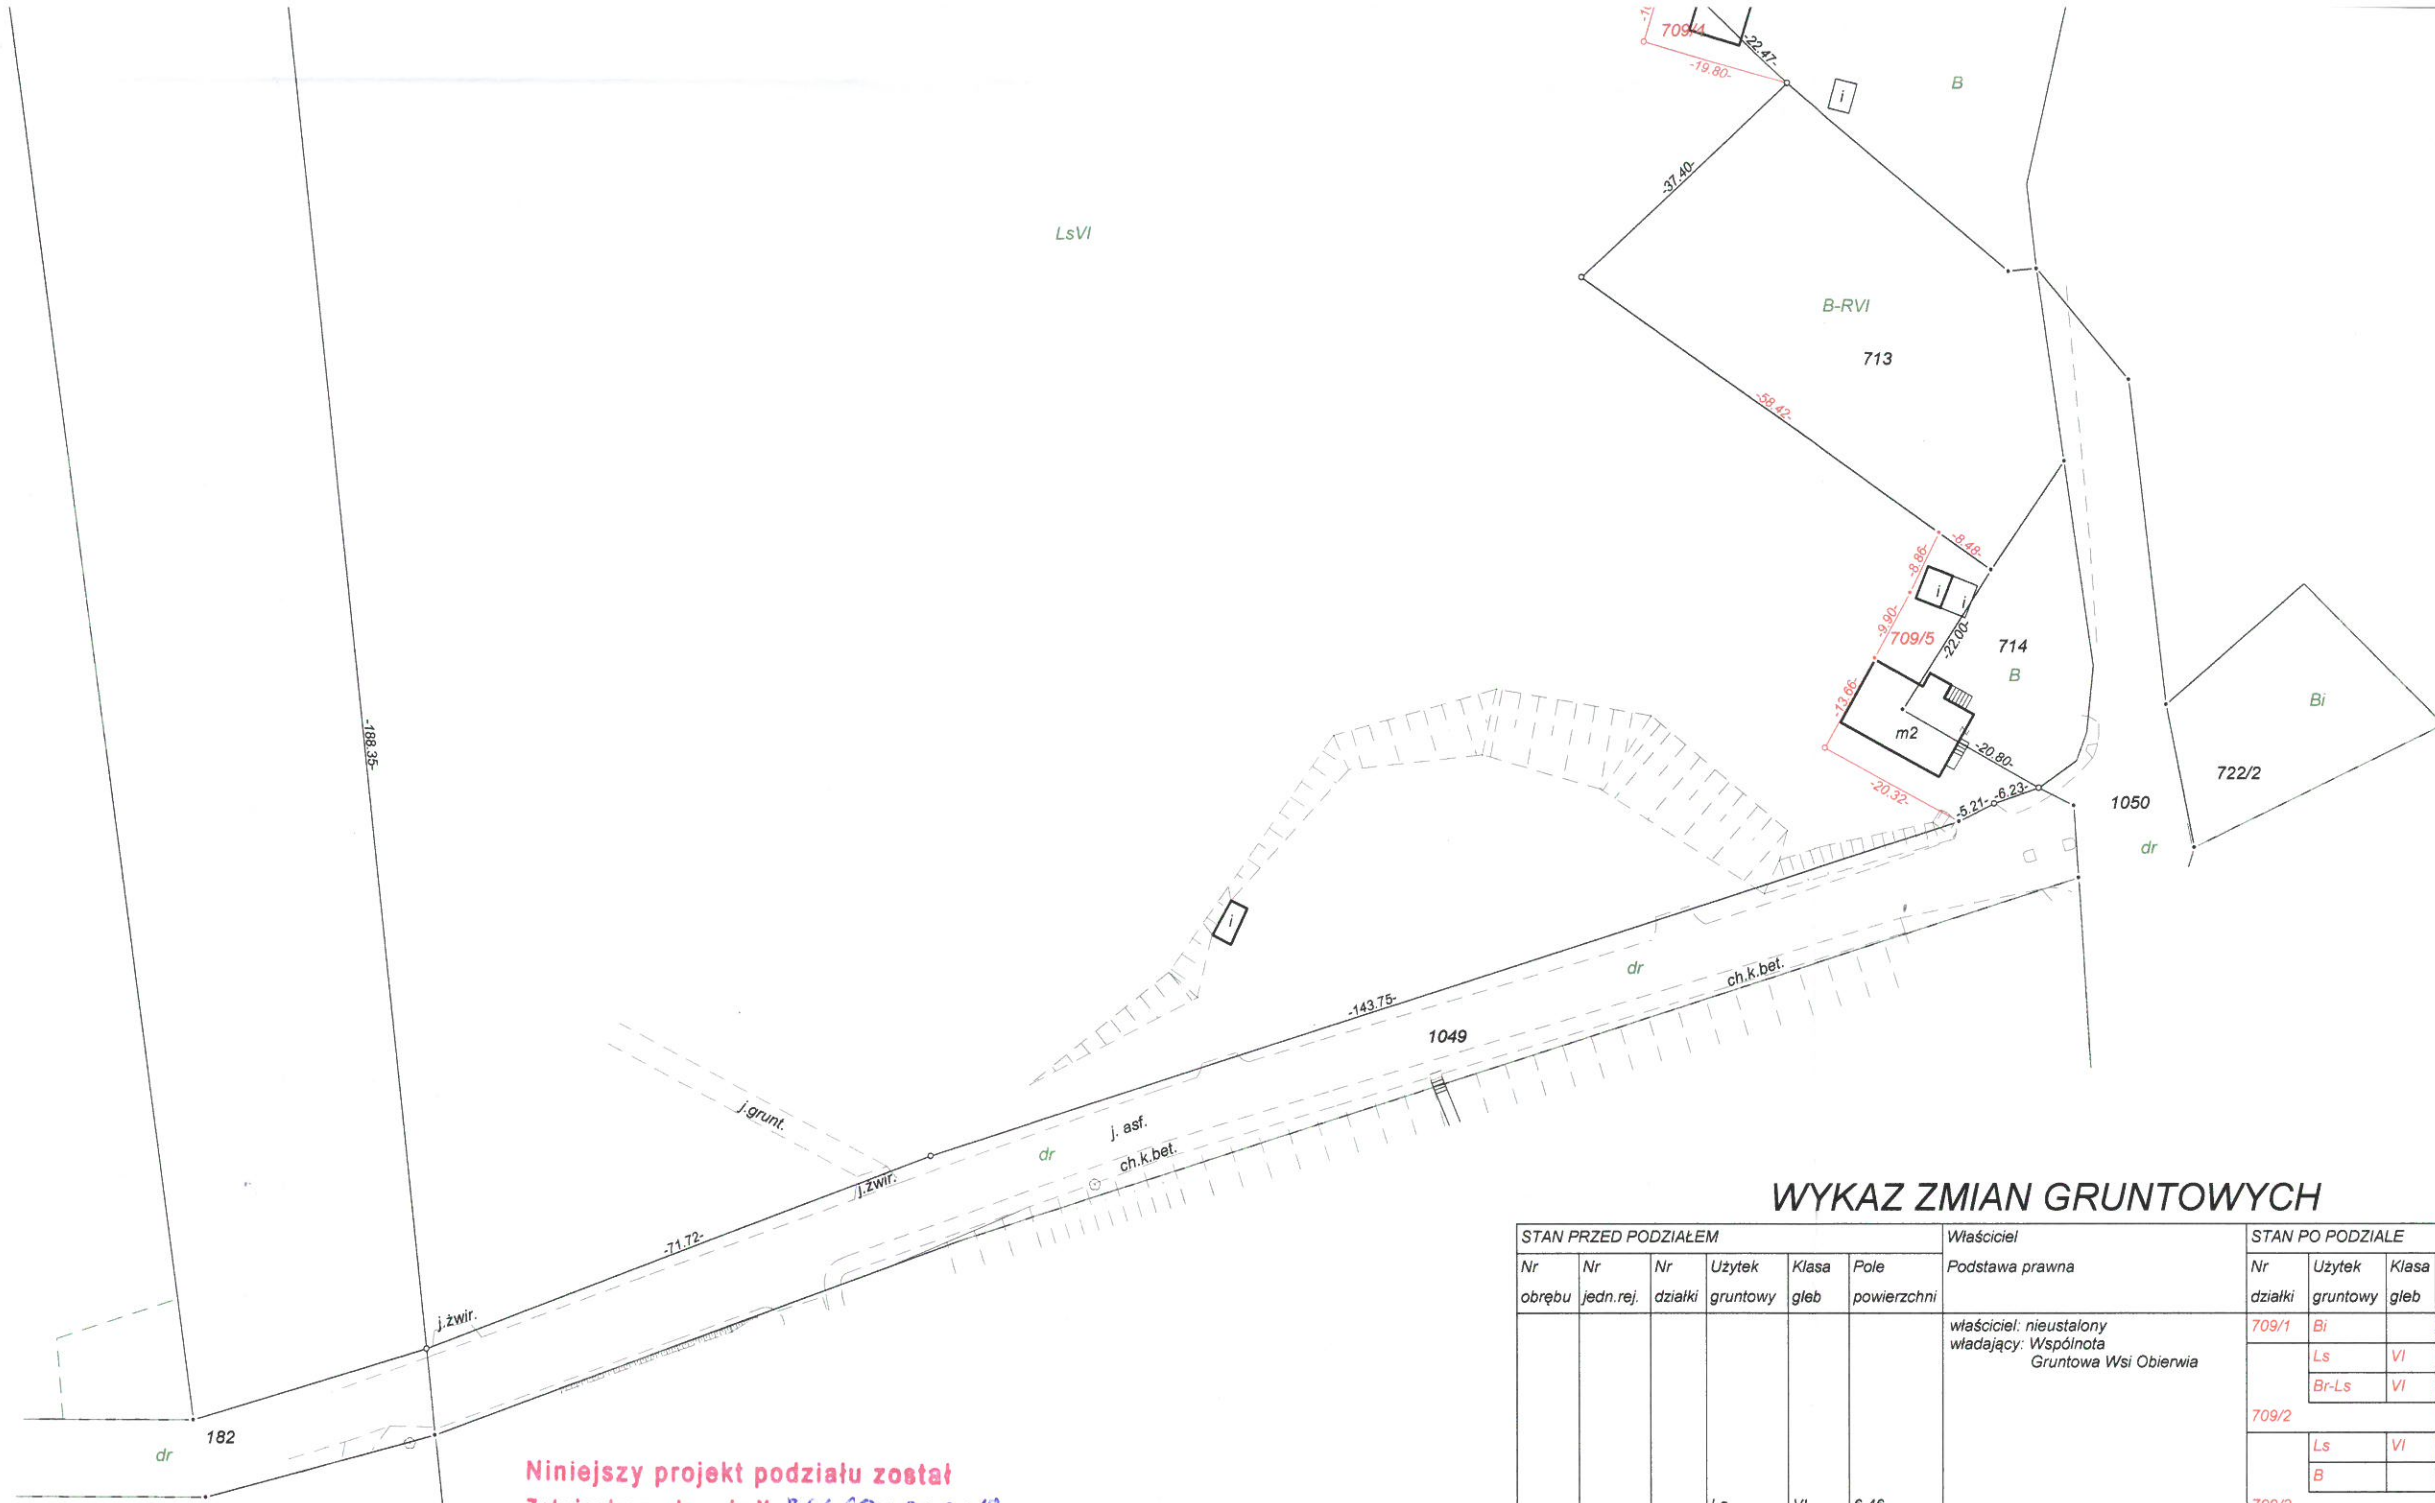 709/4
-22.47-
-19.80-
i
B
-37.40-
LsVI
B-RVI
713
-58.42-
-8.48-
-8.86-
i
i
-9.90-
709/5
-22.00-
714
B
-13.66-
m2
-20.80-
-20.32-
-5.21-
-6.23-
Bi
722/2
1050
dr
-188.35-
i
dr
ch.k.bet.
-143.75-
1049
j.grunt.
j. asf.
dr
ch.k.bet.
j.żwir.
-71.72-
j.żwir.
182
dr
Niniejszy projekt podziału został
WYKAZ ZMIAN GRUNTOWYCH
STAN PRZED PODZIAŁEM Właściciel STAN PO PODZIALE
Nr Nr Nr Użytek Klasa Pole Podstawa prawna Nr Użytek Klasa
obrębu jedn.rej. działki gruntowy gleb powierzchni działki gruntowy gleb
właściciel: nieustalony 709/1 Bi
władający: Wspólnota Ls VI
Gruntowa Wsi Obierwia
Br-Ls VI
709/2
Ls VI
B